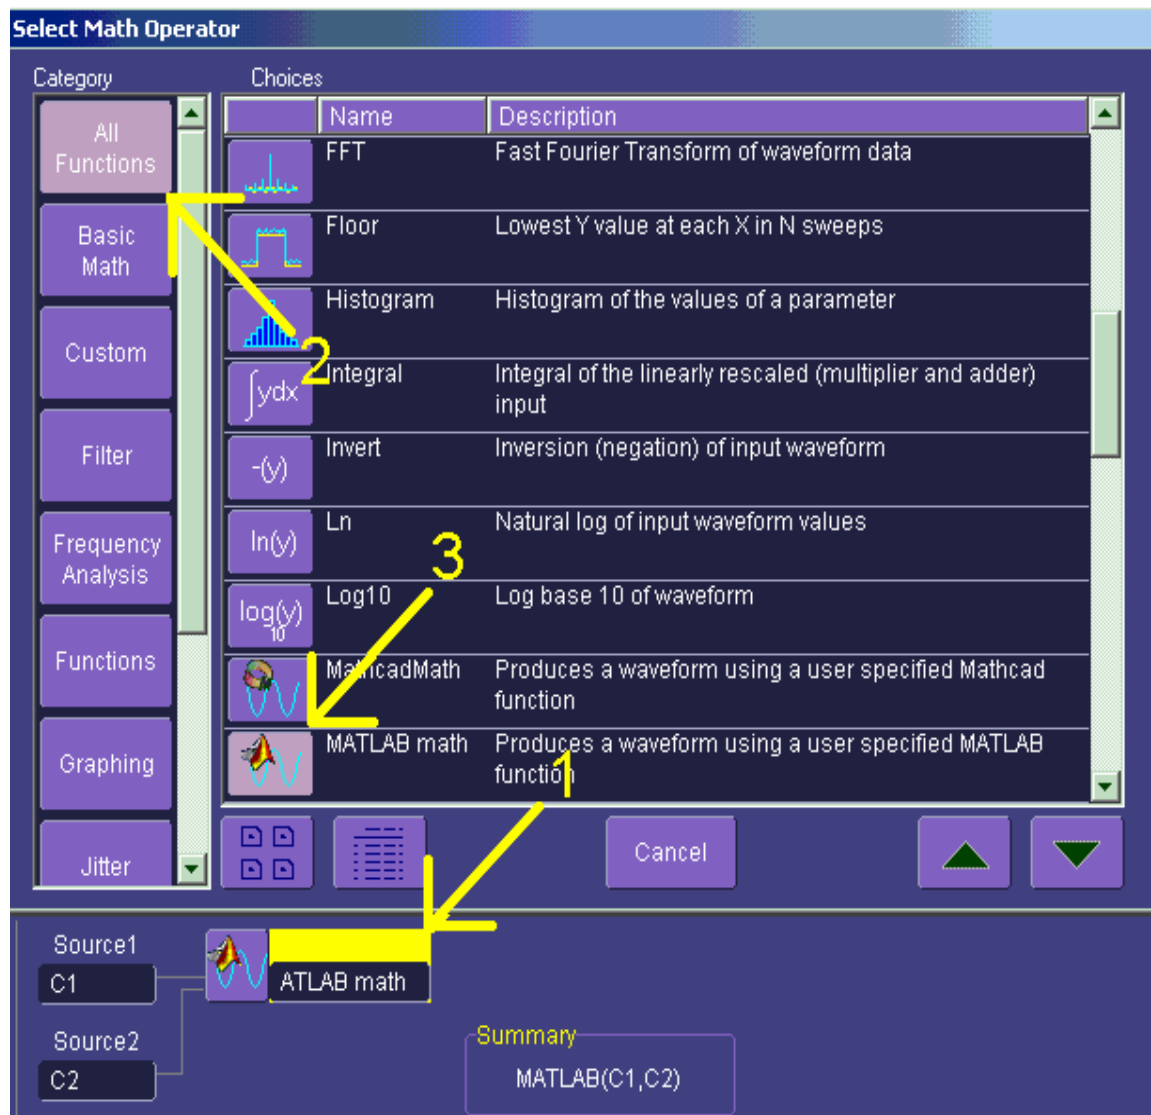 Select Math Operator
Category
Choices
All
Functions
Basic
Math
Custom
Filter
Frequency
Analysis
Functions
Graphing
Jitter
Name Description
FFT Fast Fourier Transform of waveform data
Floor Lowest Y value at each X in N sweeps
Histogram Histogram of the values of a parameter
2
∫ydx Integral Integral of the linearly rescaled (multiplier and adder)
input
-(y) Invert Inversion (negation) of input waveform
ln(y) Ln Natural log of input waveform values
3
log(y)
10
Log10 Log base 10 of waveform
MathcadMath Produces a waveform using a user specified Mathcad
function
MATLAB math Produces a waveform using a user specified MATLAB
function
1
Cancel
Source1
C1
ATLAB math
Source2
C2
Summary
MATLAB(C1,C2)